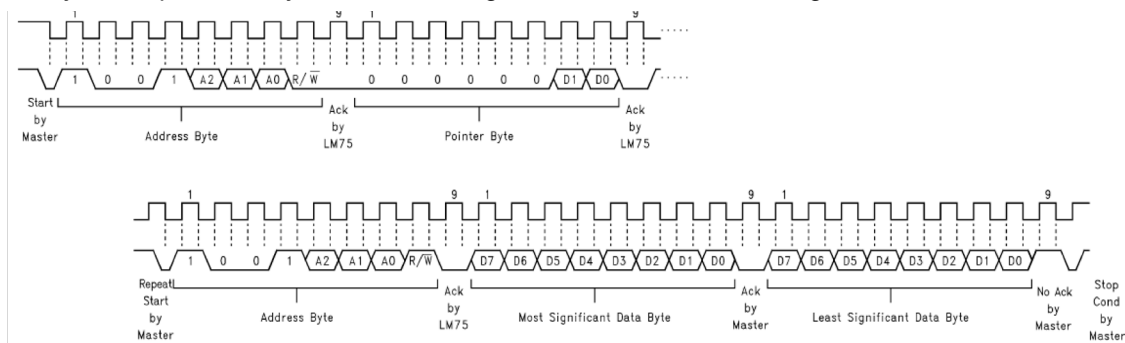 1 9 1 9
1 0 0 1 A2 A1 A0 R/W̅ 0 0 0 0 0 0 D1 D0
Start
by
Master
Address Byte
Ack
by
LM75
Pointer Byte
Ack
by
LM75
1 9 1 9 1 9
1 0 0 1 A2 A1 A0 R/W̅ D7 D6 D5 D4 D3 D2 D1 D0 D7 D6 D5 D4 D3 D2 D1 D0
Repeat
Start
by
Master
Address Byte
Ack
by
LM75
Most Significant Data Byte
Ack
by
Master
Least Significant Data Byte
No Ack
by
Master
Stop
Cond
by
Master